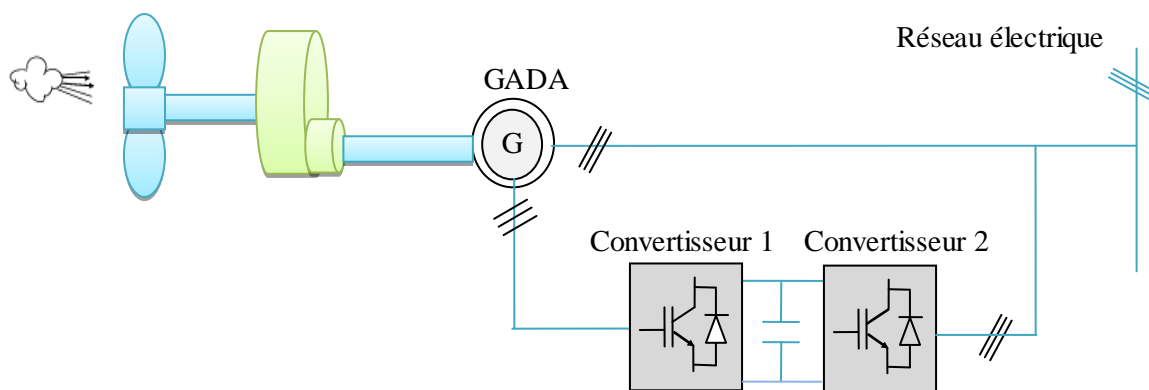 Réseau électrique
GADA
G
Convertisseur 1
Convertisseur 2